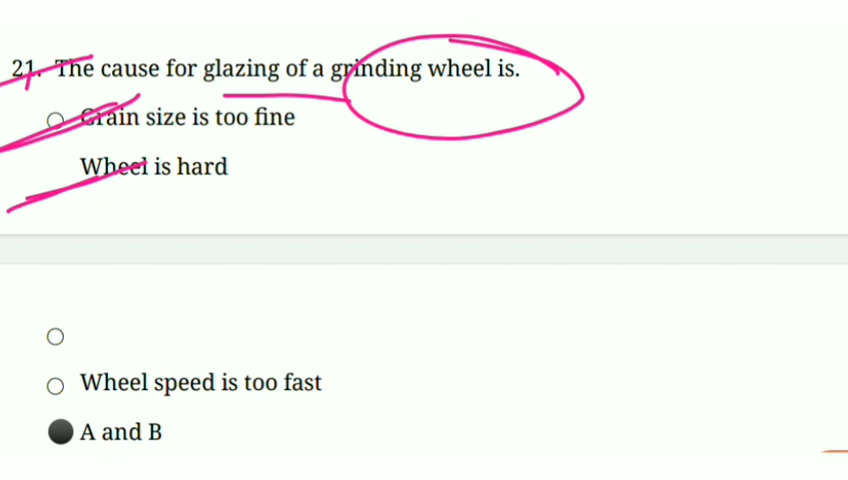 21. The cause for glazing of a grinding wheel is.
Grain size is too fine
Wheel is hard
Wheel speed is too fast
A and B